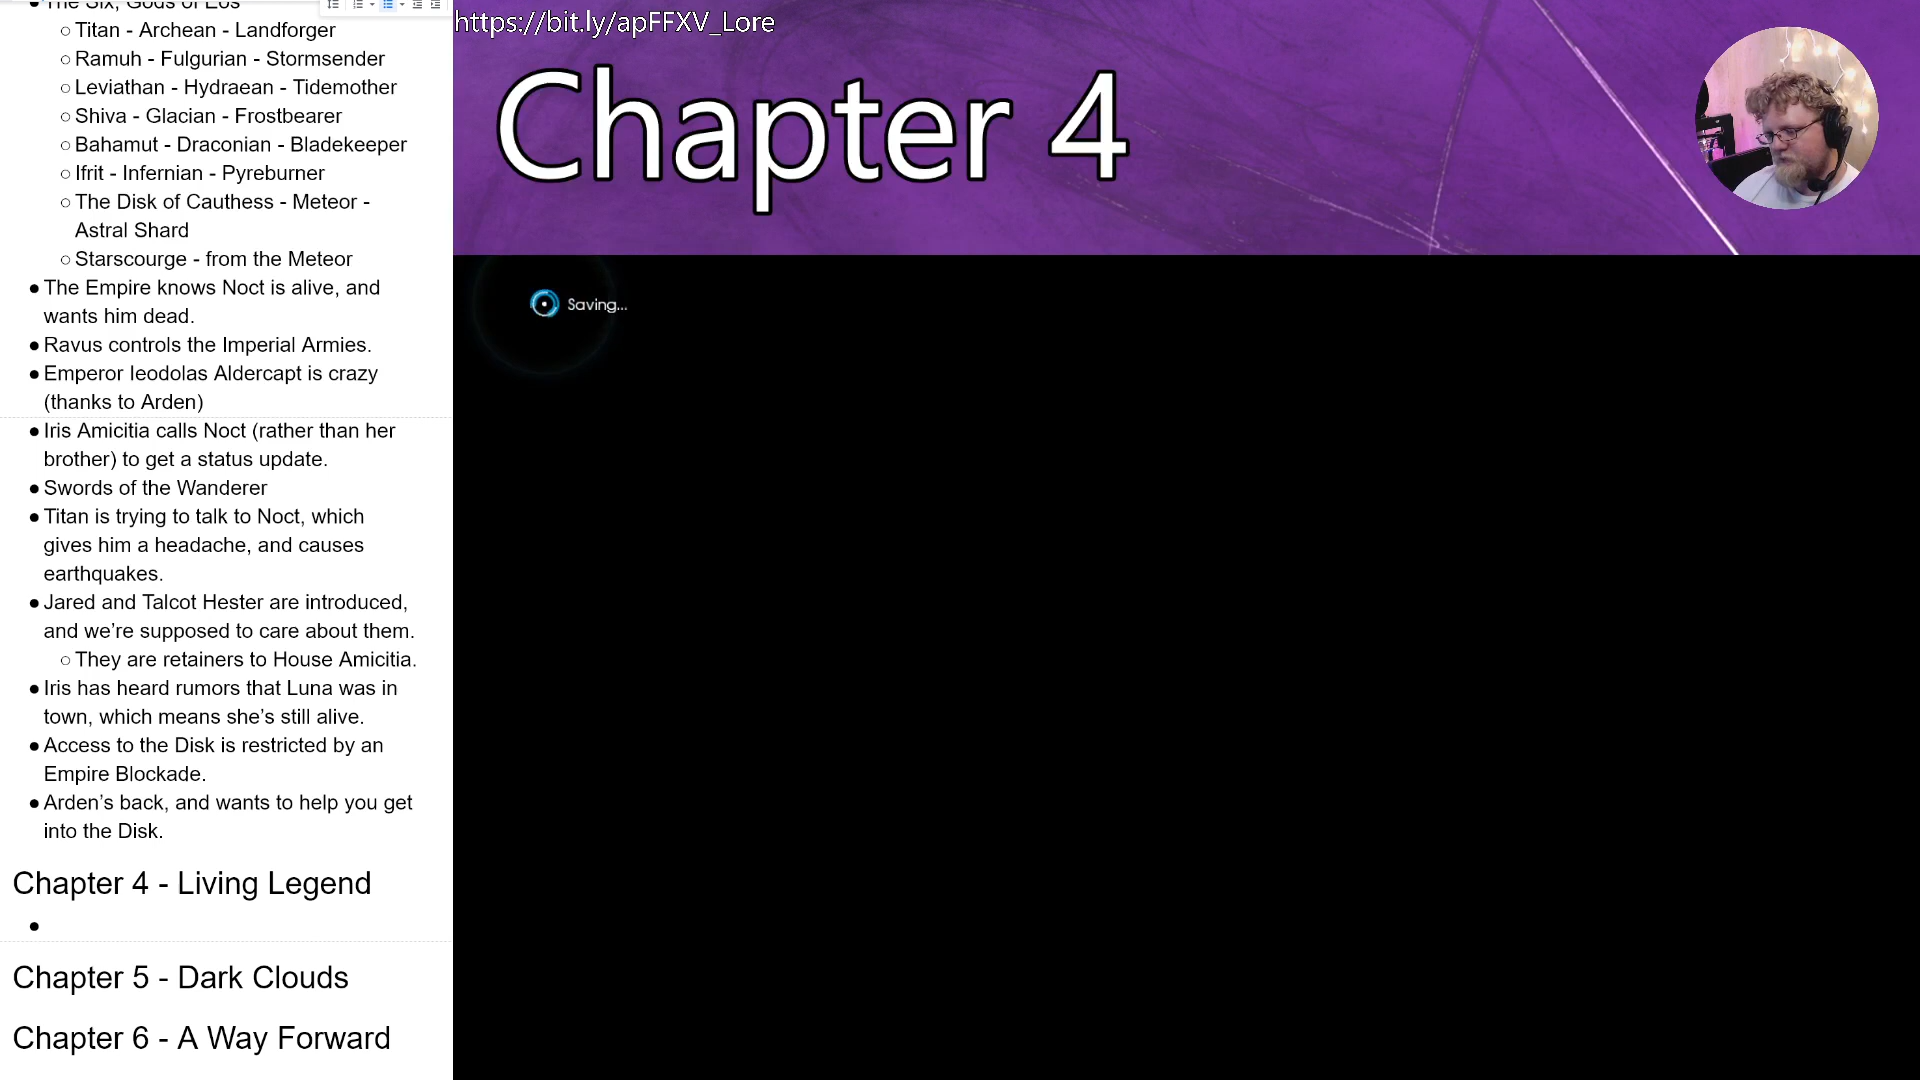 The Six, Gods of Eos
○ Titan - Archean - Landforger
○ Ramuh - Fulgurian - Stormsender
○ Leviathan - Hydraean - Tidemother
○ Shiva - Glacian - Frostbearer
○ Bahamut - Draconian - Bladekeeper
○ Ifrit - Infernian - Pyreburner
○ The Disk of Cauthess - Meteor -
Astral Shard
○ Starscourge - from the Meteor
● The Empire knows Noct is alive, and
wants him dead.
● Ravus controls the Imperial Armies.
● Emperor Ieodolas Aldercapt is crazy
(thanks to Arden)
● Iris Amicitia calls Noct (rather than her
brother) to get a status update.
● Swords of the Wanderer
● Titan is trying to talk to Noct, which
gives him a headache, and causes
earthquakes.
● Jared and Talcot Hester are introduced,
and we’re supposed to care about them.
○ They are retainers to House Amicitia.
● Iris has heard rumors that Luna was in
town, which means she’s still alive.
● Access to the Disk is restricted by an
Empire Blockade.
● Arden’s back, and wants to help you get
into the Disk.
Chapter 4 - Living Legend
●
Chapter 5 - Dark Clouds
Chapter 6 - A Way Forward
https://bit.ly/apFFXV_Lore
Chapter 4
Saving...